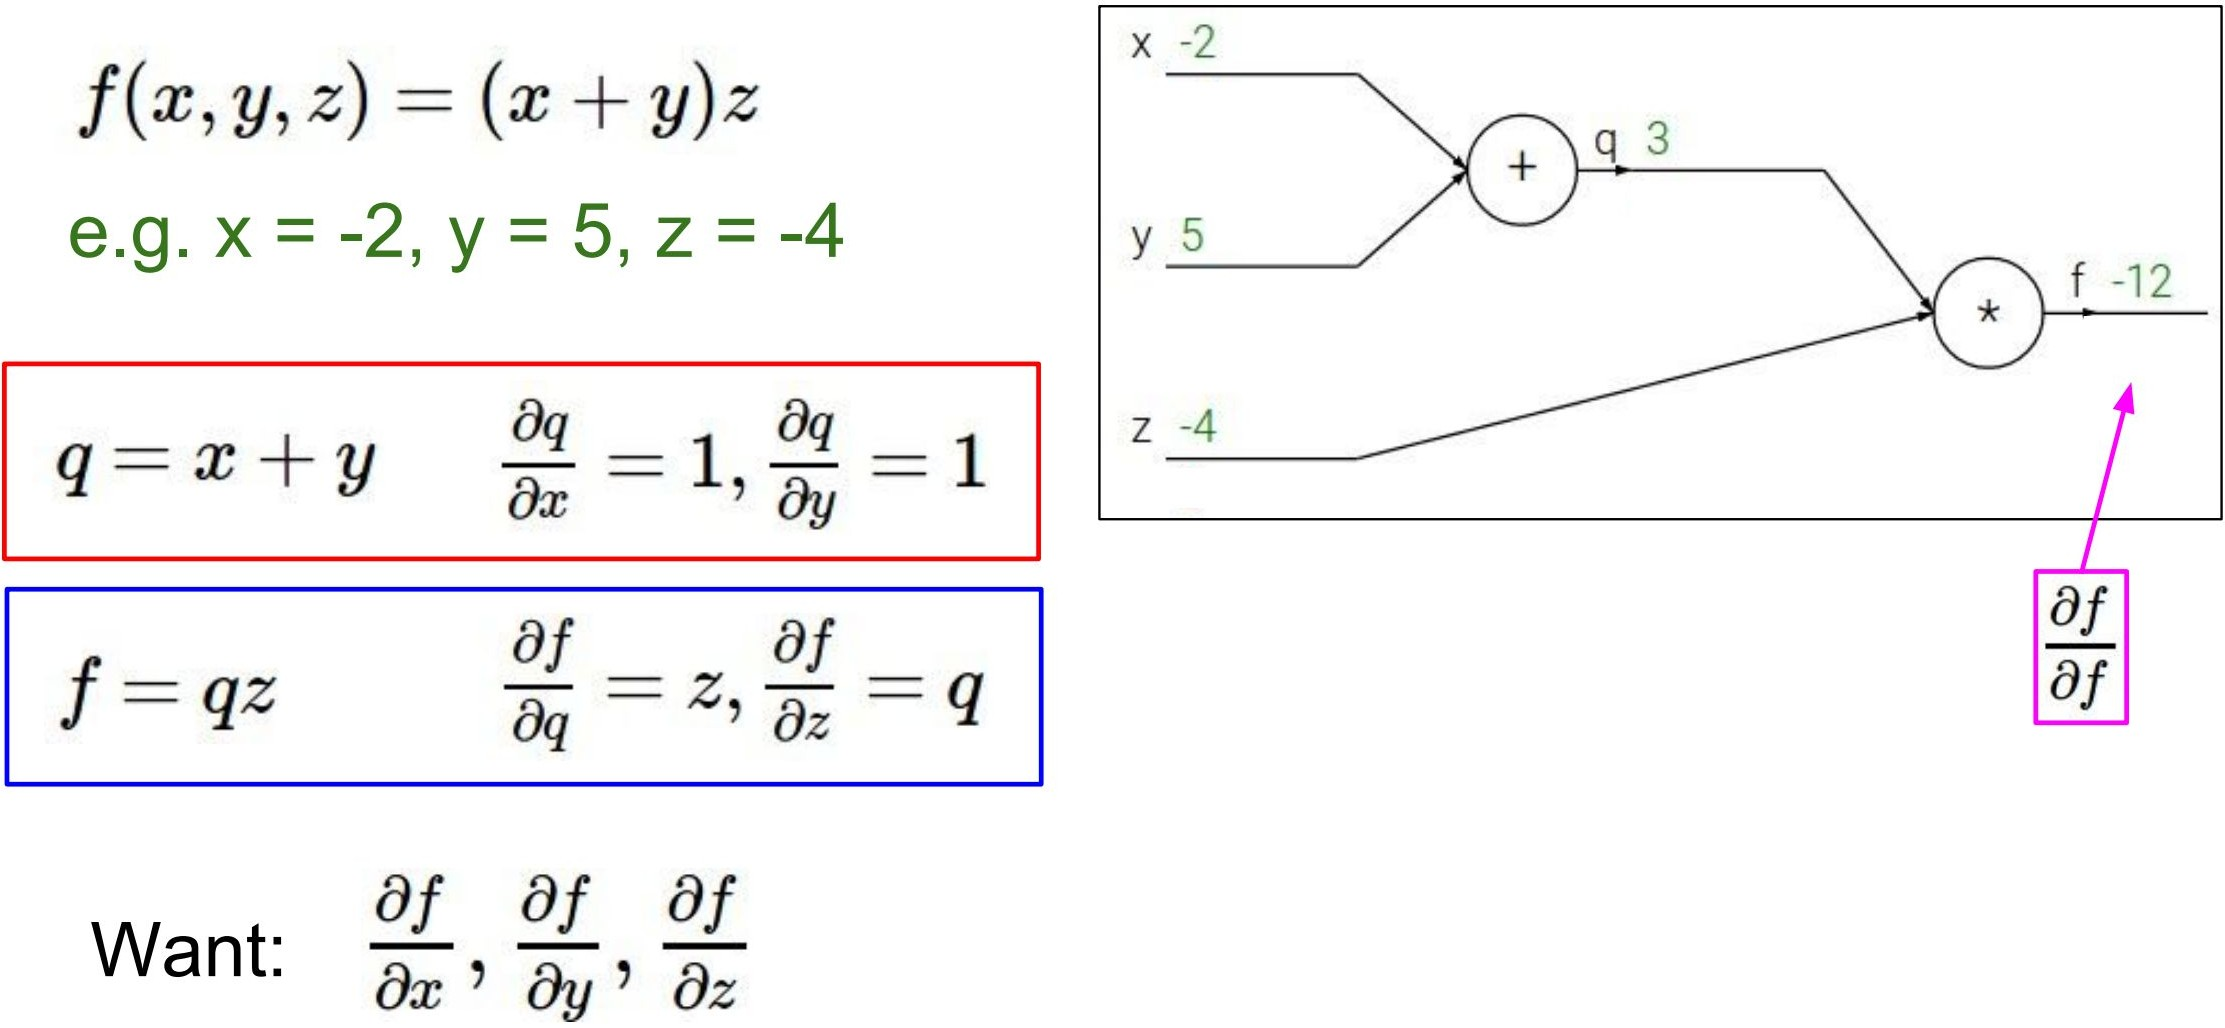 f(x, y, z) = (x + y)z
e.g. x = -2, y = 5, z = -4
q = x + y   ∂q/∂x = 1, ∂q/∂y = 1
f = qz   ∂f/∂q = z, ∂f/∂z = q
Want: ∂f/∂x, ∂f/∂y, ∂f/∂z
x -2
y 5
z -4
+
q 3
*
f -12
∂f/∂f